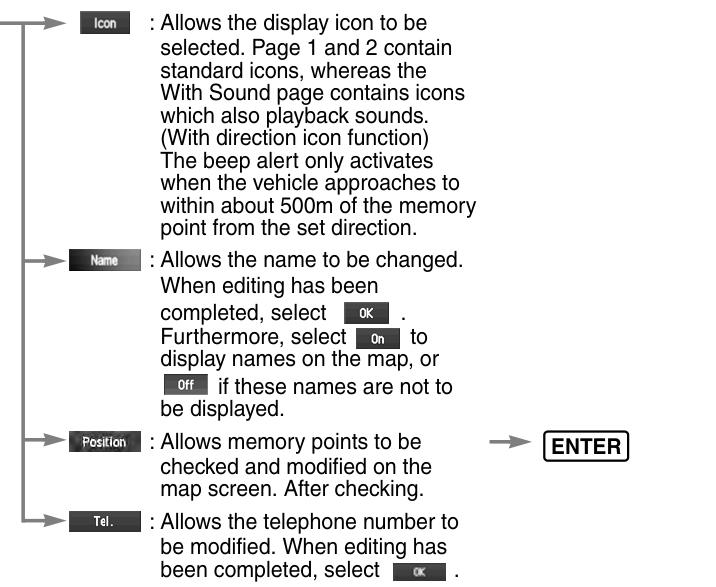 Icon : Allows the display icon to be
selected. Page 1 and 2 contain
standard icons, whereas the
With Sound page contains icons
which also playback sounds.
(With direction icon function)
The beep alert only activates
when the vehicle approaches to
within about 500m of the memory
point from the set direction.
Name : Allows the name to be changed.
When editing has been
completed, select OK .
Furthermore, select On to
display names on the map, or
Off if these names are not to
be displayed.
Position : Allows memory points to be ENTER
checked and modified on the
map screen. After checking.
Tel. : Allows the telephone number to
be modified. When editing has
been completed, select OK .